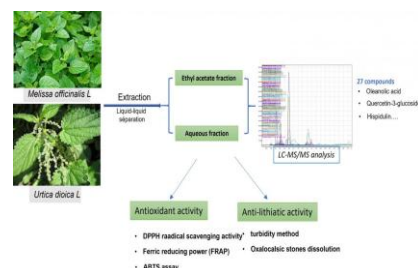 Melissa officinalis L
Urtica dioica L
Extraction
Liquid-liquid
séparation
Ethyl acetate fraction
Aqueous fraction
LC-MS/MS analysis
27 compounds
• Oleanolic acid
• Quercetin-3-glucoside
• Hispidulin....
Antioxidant activity
• DPPH raadical scavenging activity
• Ferric reducing power (FRAP)
• ABTS assay
Anti-lithiatic activity
• turbidity method
• Oxalocalsic stones dissolution